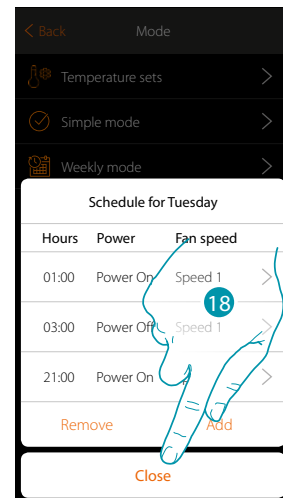 < Back Mode
Temperature sets
Simple mode
Weekly mode
Schedule for Tuesday
Hours Power Fan speed
01:00 Power On Speed 1
18
03:00 Power Off Speed 1
21:00 Power On
Remove Add
Close